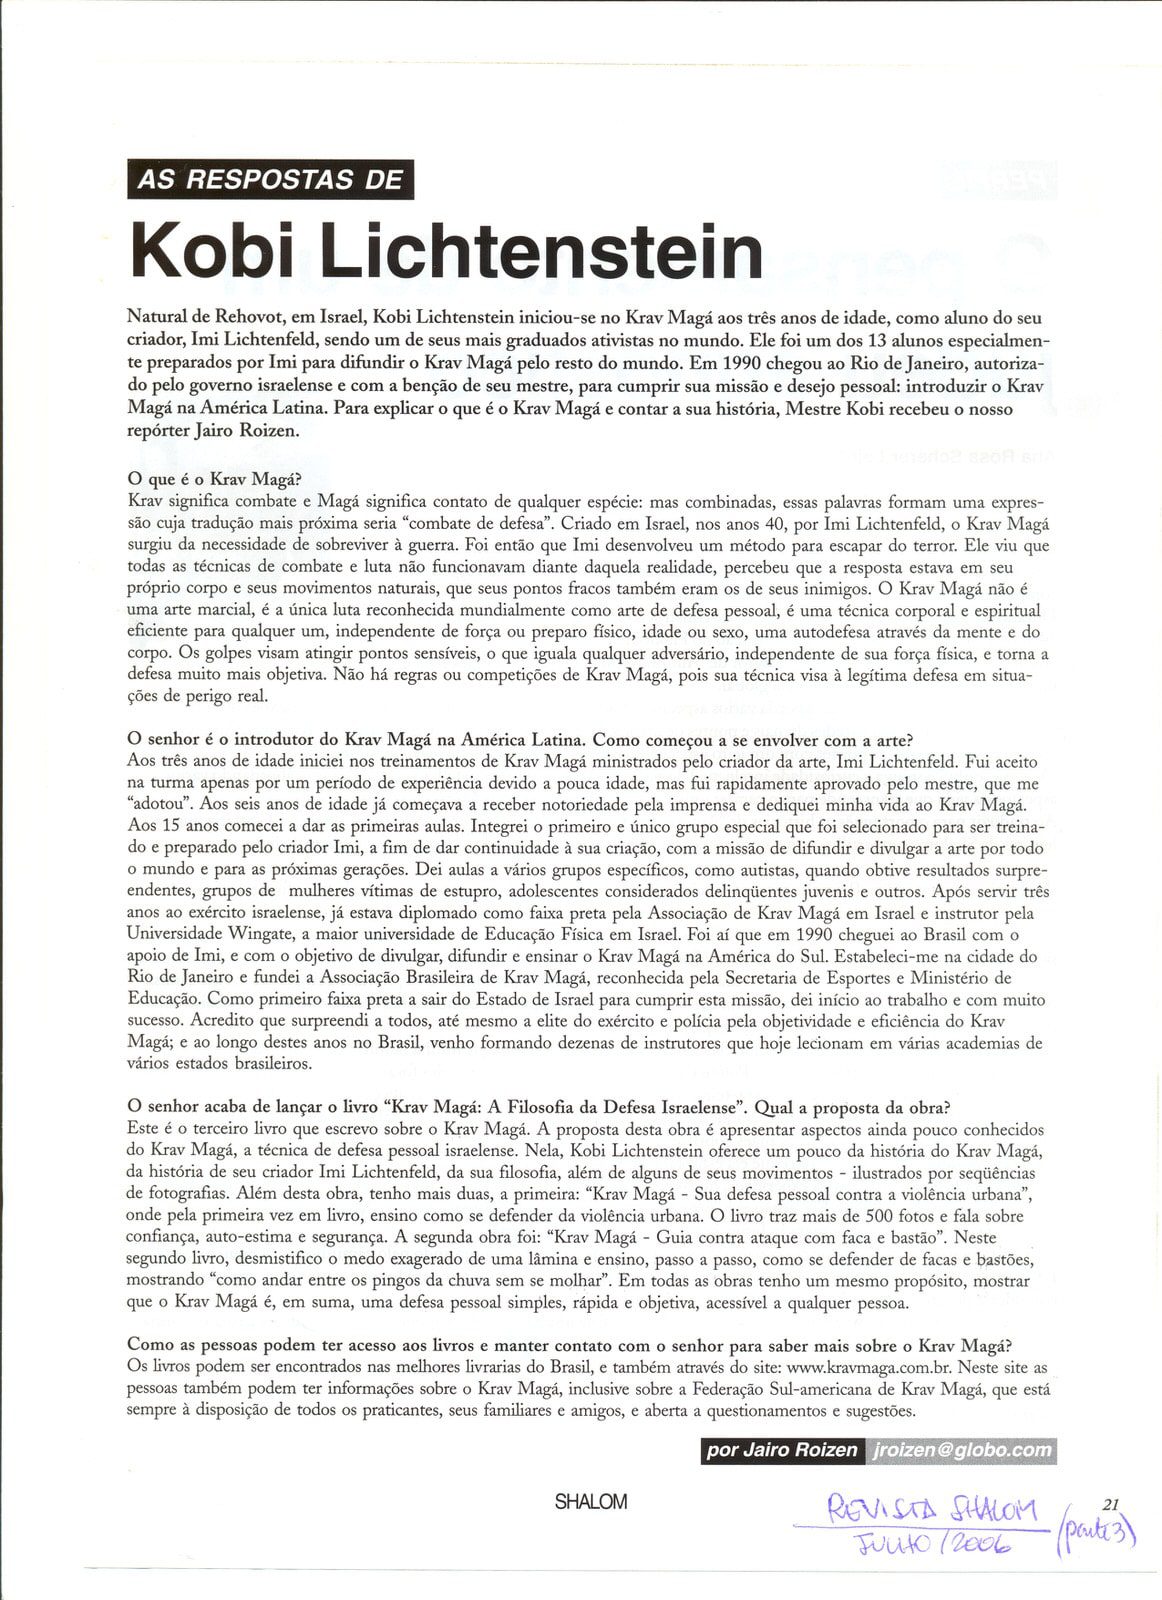 AS RESPOSTAS DE
Kobi Lichtenstein
Natural de Rehovot, em Israel, Kobi Lichtenstein iniciou-se no Krav Magá aos três anos de idade, como aluno do seu
criador, Imi Lichtenfeld, sendo um de seus mais graduados ativistas no mundo. Ele foi um dos 13 alunos especialmen-
te preparados por Imi para difundir o Krav Magá pelo resto do mundo. Em 1990 chegou ao Rio de Janeiro, autoriza-
do pelo governo israelense e com a benção de seu mestre, para cumprir sua missão e desejo pessoal: introduzir o Krav
Magá na América Latina. Para explicar o que é o Krav Magá e contar a sua história, Mestre Kobi recebeu o nosso
repórter Jairo Roizen.
O que é o Krav Magá?
Krav significa combate e Magá significa contato de qualquer espécie: mas combinadas, essas palavras formam uma expres-
são cuja tradução mais próxima seria “combate de defesa”. Criado em Israel, nos anos 40, por Imi Lichtenfeld, o Krav Magá
surgiu da necessidade de sobreviver à guerra. Foi então que Imi desenvolveu um método para escapar do terror. Ele viu que
todas as técnicas de combate e luta não funcionavam diante daquela realidade, percebeu que a resposta estava em seu
próprio corpo e seus movimentos naturais, que seus pontos fracos também eram os de seus inimigos. O Krav Magá não é
uma arte marcial, é a única luta reconhecida mundialmente como arte de defesa pessoal, é uma técnica corporal e espiritual
eficiente para qualquer um, independente de força ou preparo físico, idade ou sexo, uma autodefesa através da mente e do
corpo. Os golpes visam atingir pontos sensíveis, o que iguala qualquer adversário, independente de sua força física, e torna a
defesa muito mais objetiva. Não há regras ou competições de Krav Magá, pois sua técnica visa à legítima defesa em situa-
ções de perigo real.
O senhor é o introdutor do Krav Magá na América Latina. Como começou a se envolver com a arte?
Aos três anos de idade iniciei nos treinamentos de Krav Magá ministrados pelo criador da arte, Imi Lichtenfeld. Fui aceito
na turma apenas por um período de experiência devido a pouca idade, mas fui rapidamente aprovado pelo mestre, que me
“adotou”. Aos seis anos de idade já começava a receber notoriedade pela imprensa e dediquei minha vida ao Krav Magá.
Aos 15 anos comecei a dar as primeiras aulas. Integrei o primeiro e único grupo especial que foi selecionado para ser treina-
do e preparado pelo criador Imi, a fim de dar continuidade à sua criação, com a missão de difundir e divulgar a arte por todo
o mundo e para as próximas gerações. Dei aulas a vários grupos específicos, como autistas, quando obtive resultados surpre-
endentes, grupos de mulheres vítimas de estupro, adolescentes considerados delinqüentes juvenis e outros. Após servir três
anos ao exército israelense, já estava diplomado como faixa preta pela Associação de Krav Magá em Israel e instrutor pela
Universidade Wingate, a maior universidade de Educação Física em Israel. Foi aí que em 1990 cheguei ao Brasil com o
apoio de Imi, e com o objetivo de divulgar, difundir e ensinar o Krav Magá na América do Sul. Estabeleci-me na cidade do
Rio de Janeiro e fundei a Associação Brasileira de Krav Magá, reconhecida pela Secretaria de Esportes e Ministério de
Educação. Como primeiro faixa preta a sair do Estado de Israel para cumprir esta missão, dei início ao trabalho e com muito
sucesso. Acredito que surpreendi a todos, até mesmo a elite do exército e polícia pela objetividade e eficiência do Krav
Magá; e ao longo destes anos no Brasil, venho formando dezenas de instrutores que hoje lecionam em várias academias de
vários estados brasileiros.
O senhor acaba de lançar o livro “Krav Magá: A Filosofia da Defesa Israelense”. Qual a proposta da obra?
Este é o terceiro livro que escrevo sobre o Krav Magá. A proposta desta obra é apresentar aspectos ainda pouco conhecidos
do Krav Magá, a técnica de defesa pessoal israelense. Nela, Kobi Lichtenstein oferece um pouco da história do Krav Magá,
da história de seu criador Imi Lichtenfeld, da sua filosofia, além de alguns de seus movimentos - ilustrados por seqüências
de fotografias. Além desta obra, tenho mais duas, a primeira: “Krav Magá - Sua defesa pessoal contra a violência urbana”,
onde pela primeira vez em livro, ensino como se defender da violência urbana. O livro traz mais de 500 fotos e fala sobre
confiança, auto-estima e segurança. A segunda obra foi: “Krav Magá - Guia contra ataque com faca e bastão”. Neste
segundo livro, desmistifico o medo exagerado de uma lâmina e ensino, passo a passo, como se defender de facas e bastões,
mostrando “como andar entre os pingos da chuva sem se molhar”. Em todas as obras tenho um mesmo propósito, mostrar
que o Krav Magá é, em suma, uma defesa pessoal simples, rápida e objetiva, acessível a qualquer pessoa.
Como as pessoas podem ter acesso aos livros e manter contato com o senhor para saber mais sobre o Krav Magá?
Os livros podem ser encontrados nas melhores livrarias do Brasil, e também através do site: www.kravmaga.com.br. Neste site as
pessoas também podem ter informações sobre o Krav Magá, inclusive sobre a Federação Sul-americana de Krav Magá, que está
sempre à disposição de todos os praticantes, seus familiares e amigos, e aberta a questionamentos e sugestões.
por Jairo Roizen jroizen@globo.com
SHALOM
21
REVISTA SHALOM
JULHO/2006
(parte 3)